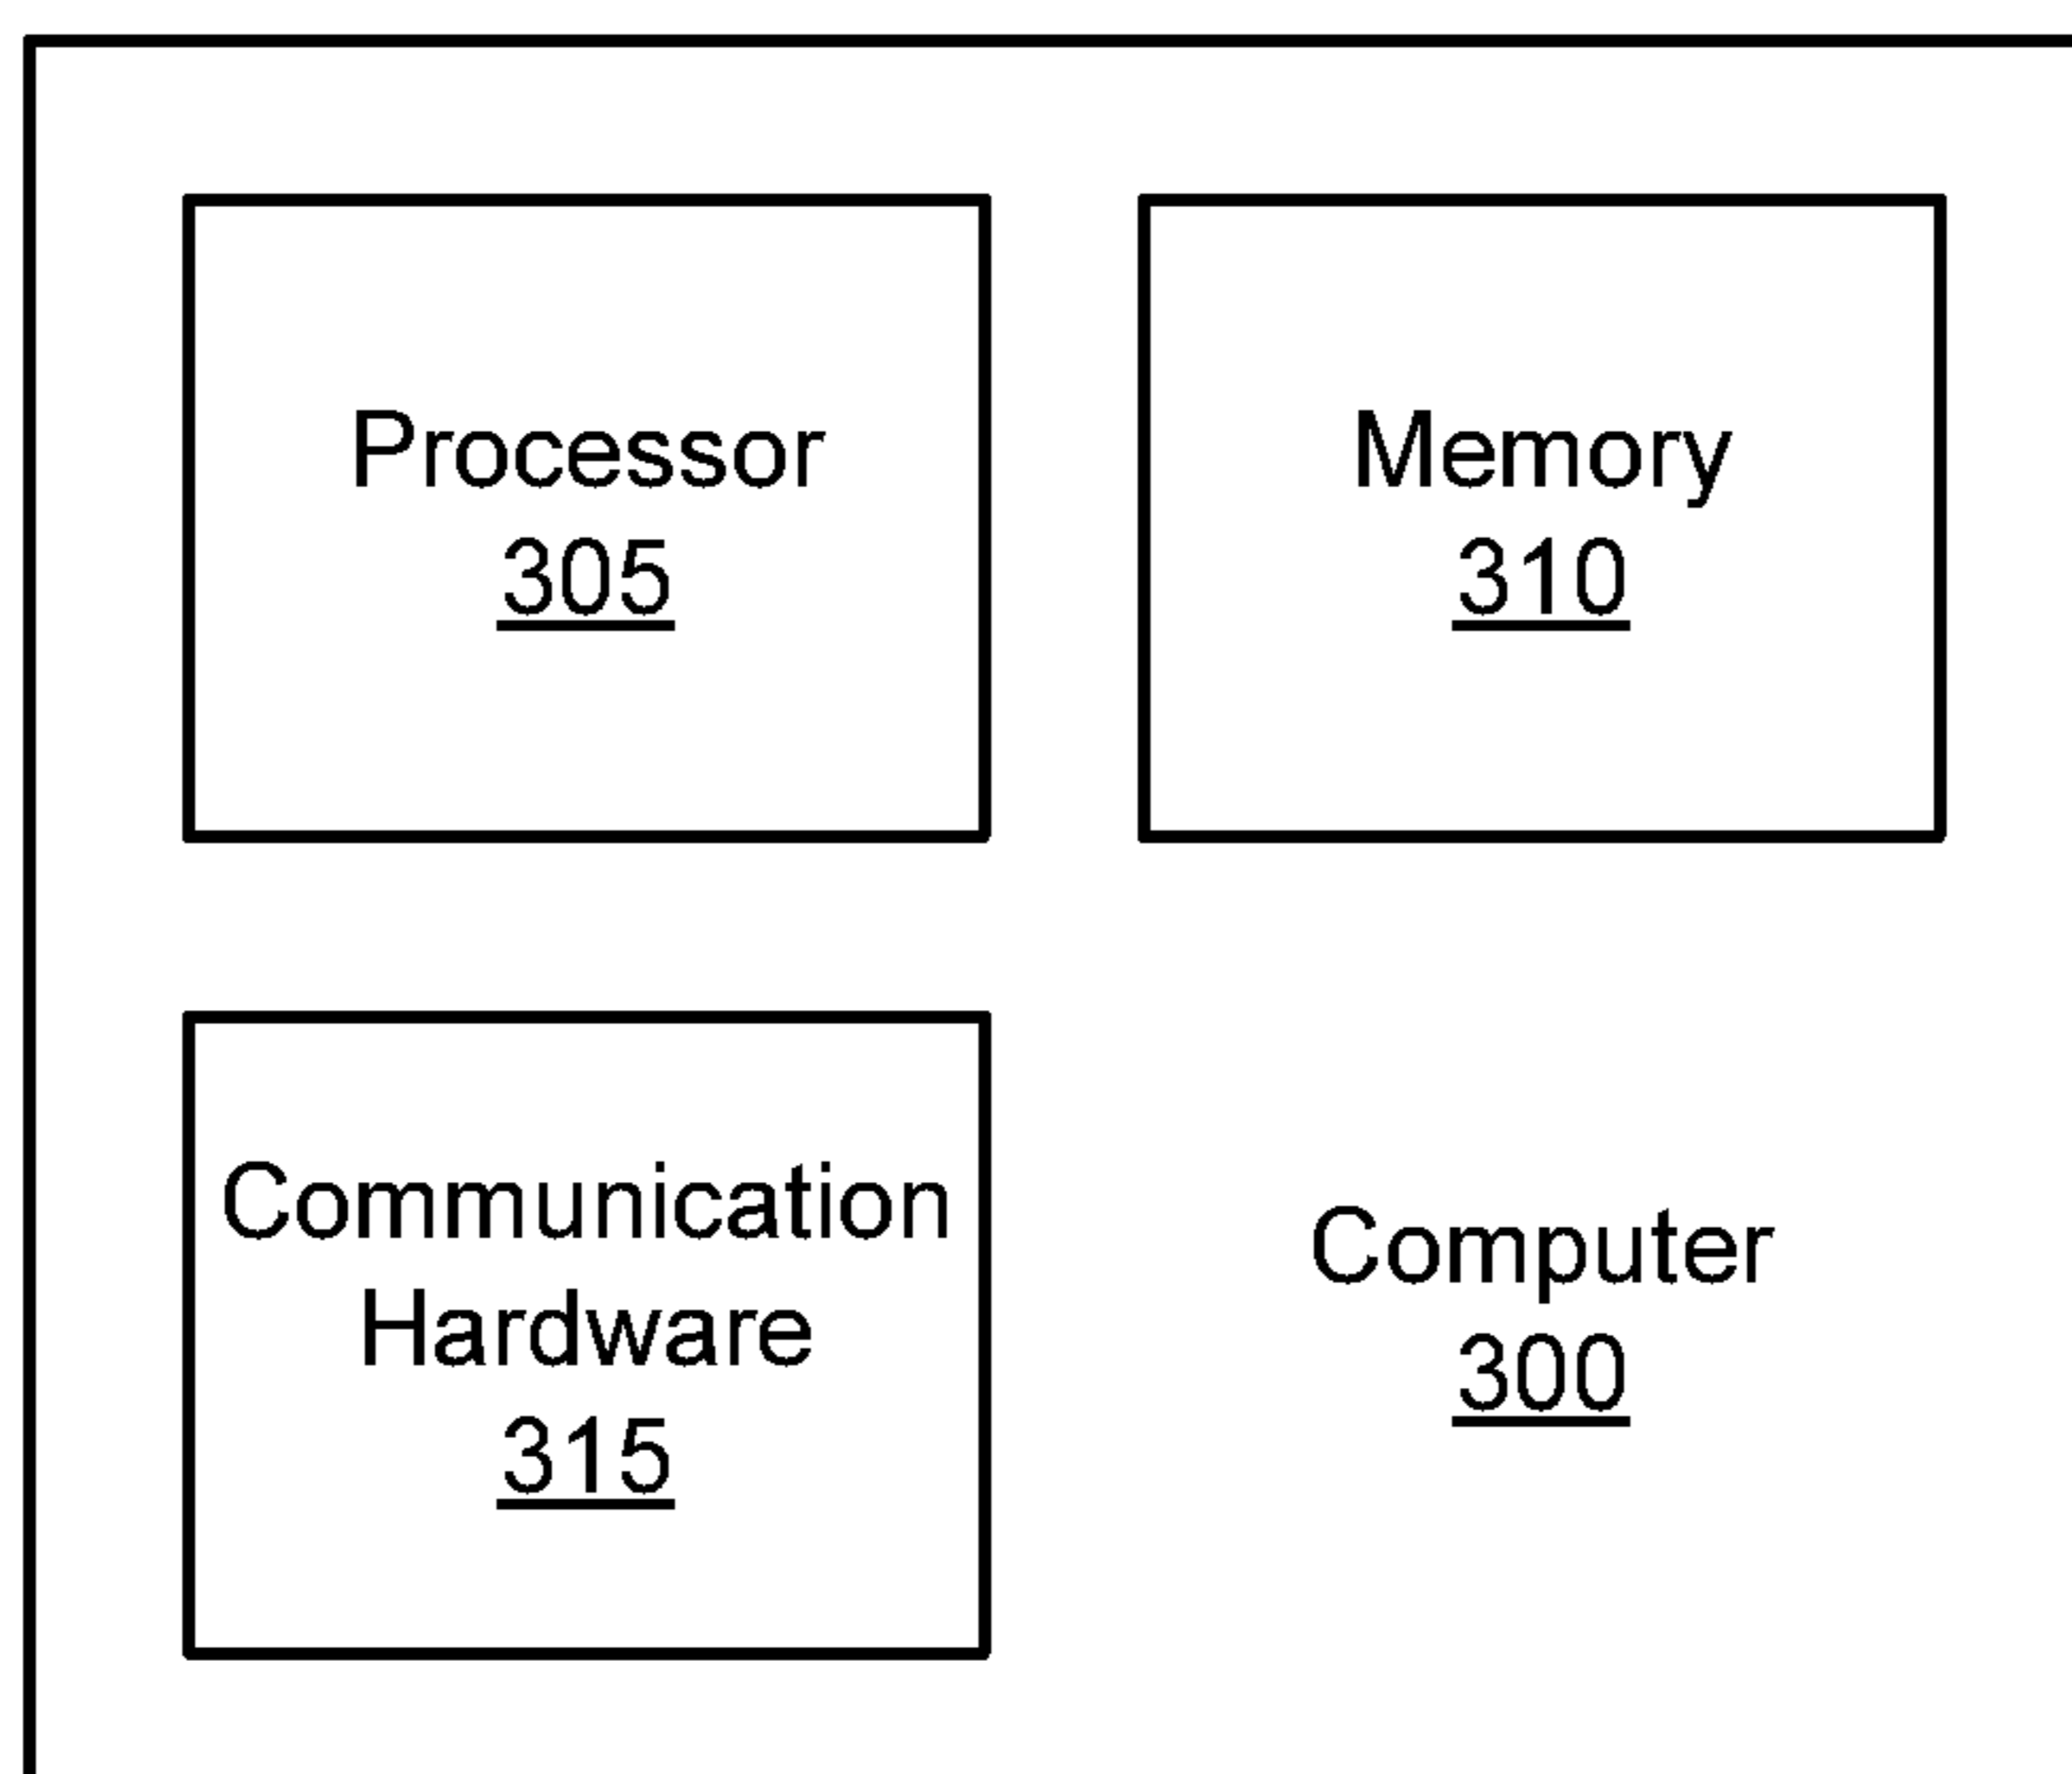 Processor
305
Memory
310
Communication
Hardware
315
Computer
300